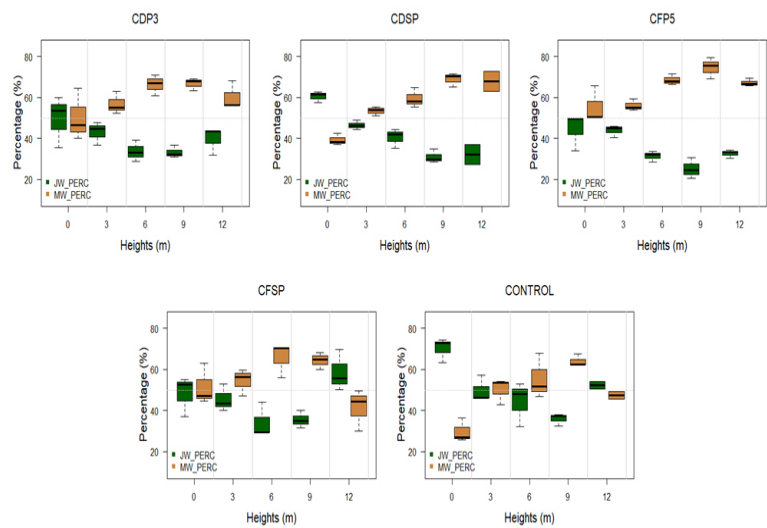 CDP3
CDSP
CFP5
Percentage (%)
80
60
40
20
JW_PERC
MW_PERC
0 3 6 9 12
Heights (m)
Percentage (%)
80
60
40
20
JW_PERC
MW_PERC
0 3 6 9 12
Heights (m)
Percentage (%)
80
60
40
20
JW_PERC
MW_PERC
0 3 6 9 12
Heights (m)
CFSP
CONTROL
Percentage (%)
80
60
40
20
JW_PERC
MW_PERC
0 3 6 9 12
Heights (m)
Percentage (%)
80
60
40
20
JW_PERC
MW_PERC
0 3 6 9 12
Heights (m)